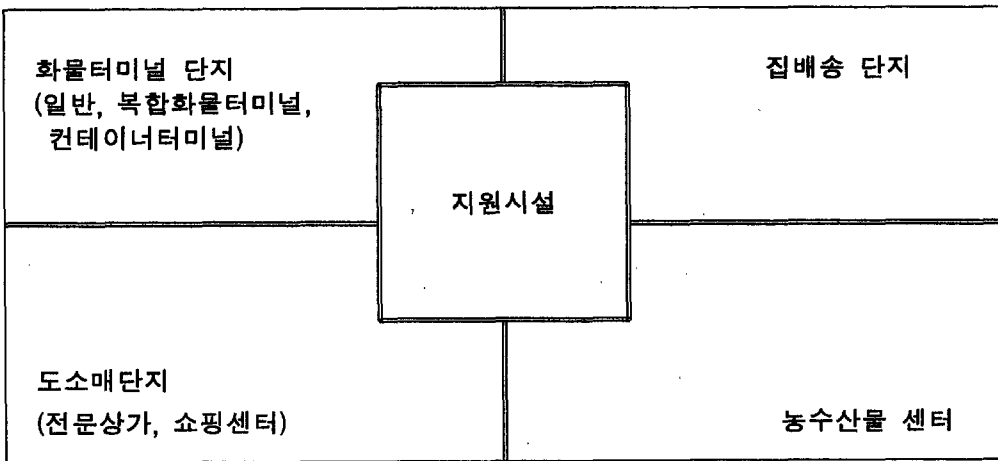 화물터미널 단지
(일반, 복합화물터미널,
컨테이너터미널)
집배송 단지
지원시설
도소매단지
(전문상가, 쇼핑센터)
농수산물 센터